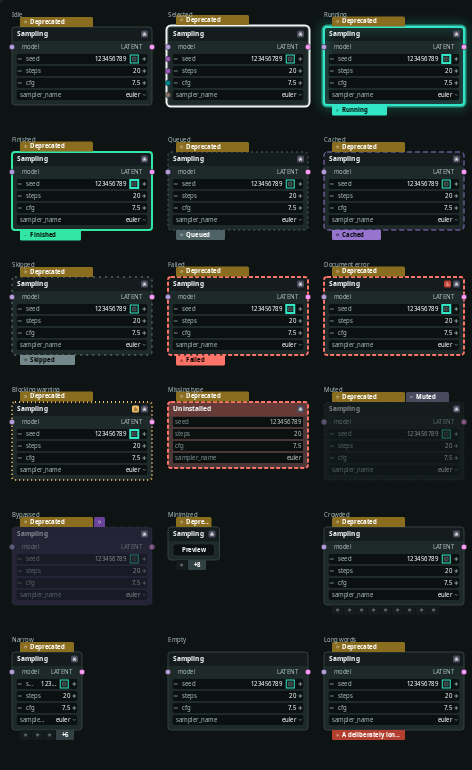 Idle
Deprecated
Sampling
model LATENT
seed 123456789
steps 20
cfg 7.5
sampler_name euler
Selected
Deprecated
Sampling
model LATENT
seed 123456789
steps 20
cfg 7.5
sampler_name euler
Running
Deprecated
Sampling
model LATENT
seed 123456789
steps 20
cfg 7.5
sampler_name euler
Running
Finished
Deprecated
Sampling
model LATENT
seed 123456789
steps 20
cfg 7.5
sampler_name euler
Finished
Queued
Deprecated
Sampling
model LATENT
seed 123456789
steps 20
cfg 7.5
sampler_name euler
Queued
Cached
Deprecated
Sampling
model LATENT
seed 123456789
steps 20
cfg 7.5
sampler_name euler
Cached
Skipped
Deprecated
Sampling
model LATENT
seed 123456789
steps 20
cfg 7.5
sampler_name euler
Skipped
Failed
Deprecated
Sampling
model LATENT
seed 123456789
steps 20
cfg 7.5
sampler_name euler
Failed
Document error
Deprecated
Sampling
model LATENT
seed 123456789
steps 20
cfg 7.5
sampler_name euler
Blocking warning
Deprecated
Sampling
model LATENT
seed 123456789
steps 20
cfg 7.5
sampler_name euler
Missing type
Deprecated
Uninstalled
seed 123456789
steps 20
cfg 7.5
sampler_name euler
Muted
Deprecated Muted
Sampling
model LATENT
seed 123456789
steps 20
cfg 7.5
sampler_name euler
Bypassed
Deprecated
Sampling
model LATENT
seed 123456789
steps 20
cfg 7.5
sampler_name euler
Minimized
Depre...
Sampling
Preview
+8
Crowded
Deprecated
Sampling
model LATENT
seed 123456789
steps 20
cfg 7.5
sampler_name euler
Narrow
Deprecated
Sampling
model LATENT
s... 123...
steps 20
cfg 7.5
sample... euler
+6
Empty
Sampling
model LATENT
seed 123456789
steps 20
cfg 7.5
sampler_name euler
Long words
Deprecated
Sampling
model LATENT
seed 123456789
steps 20
cfg 7.5
sampler_name euler
A deliberately lon...